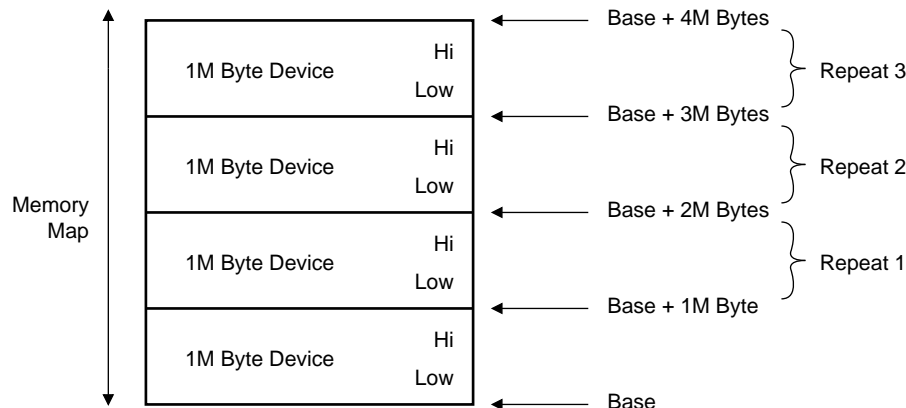 Base + 4M Bytes
Hi
1M Byte Device
Low
Repeat 3
Base + 3M Bytes
Hi
1M Byte Device
Low
Repeat 2
Memory
Map
Base + 2M Bytes
Hi
1M Byte Device
Low
Repeat 1
Base + 1M Byte
Hi
1M Byte Device
Low
Base